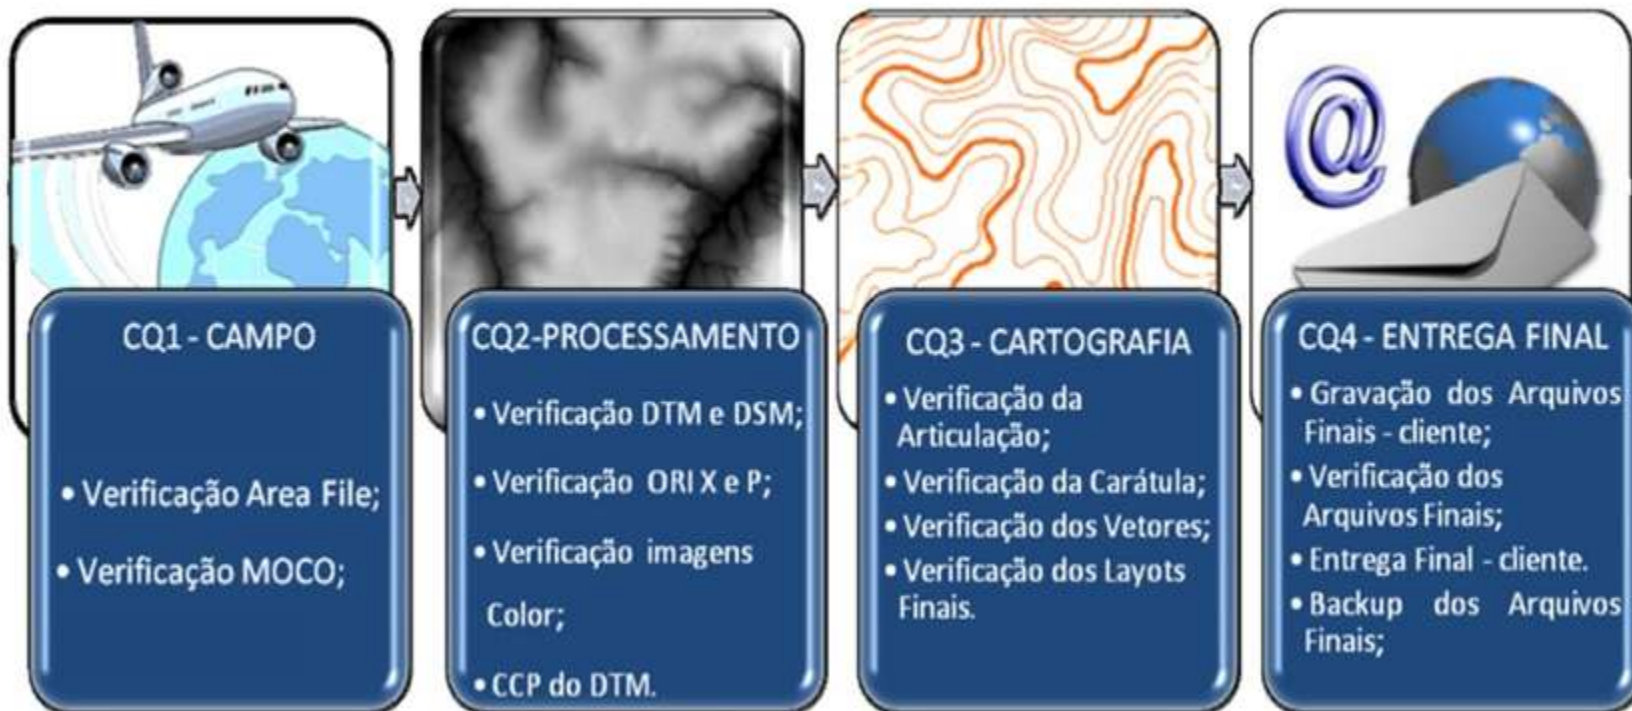 CQ1 - CAMPO
• Verificação Area File;
• Verificação MOCO;
CQ2-PROCESSAMENTO
• Verificação DTM e DSM;
• Verificação ORI X e P;
• Verificação imagens
Color;
• CCP do DTM.
CQ3 - CARTOGRAFIA
• Verificação da
Articulação;
• Verificação da Carátula;
• Verificação dos Vetores;
• Verificação dos Layots
Finais.
CQ4 - ENTREGA FINAL
• Gravação dos Arquivos
Finais - cliente;
• Verificação dos
Arquivos Finais;
• Entrega Final - cliente.
• Backup dos Arquivos
Finais;